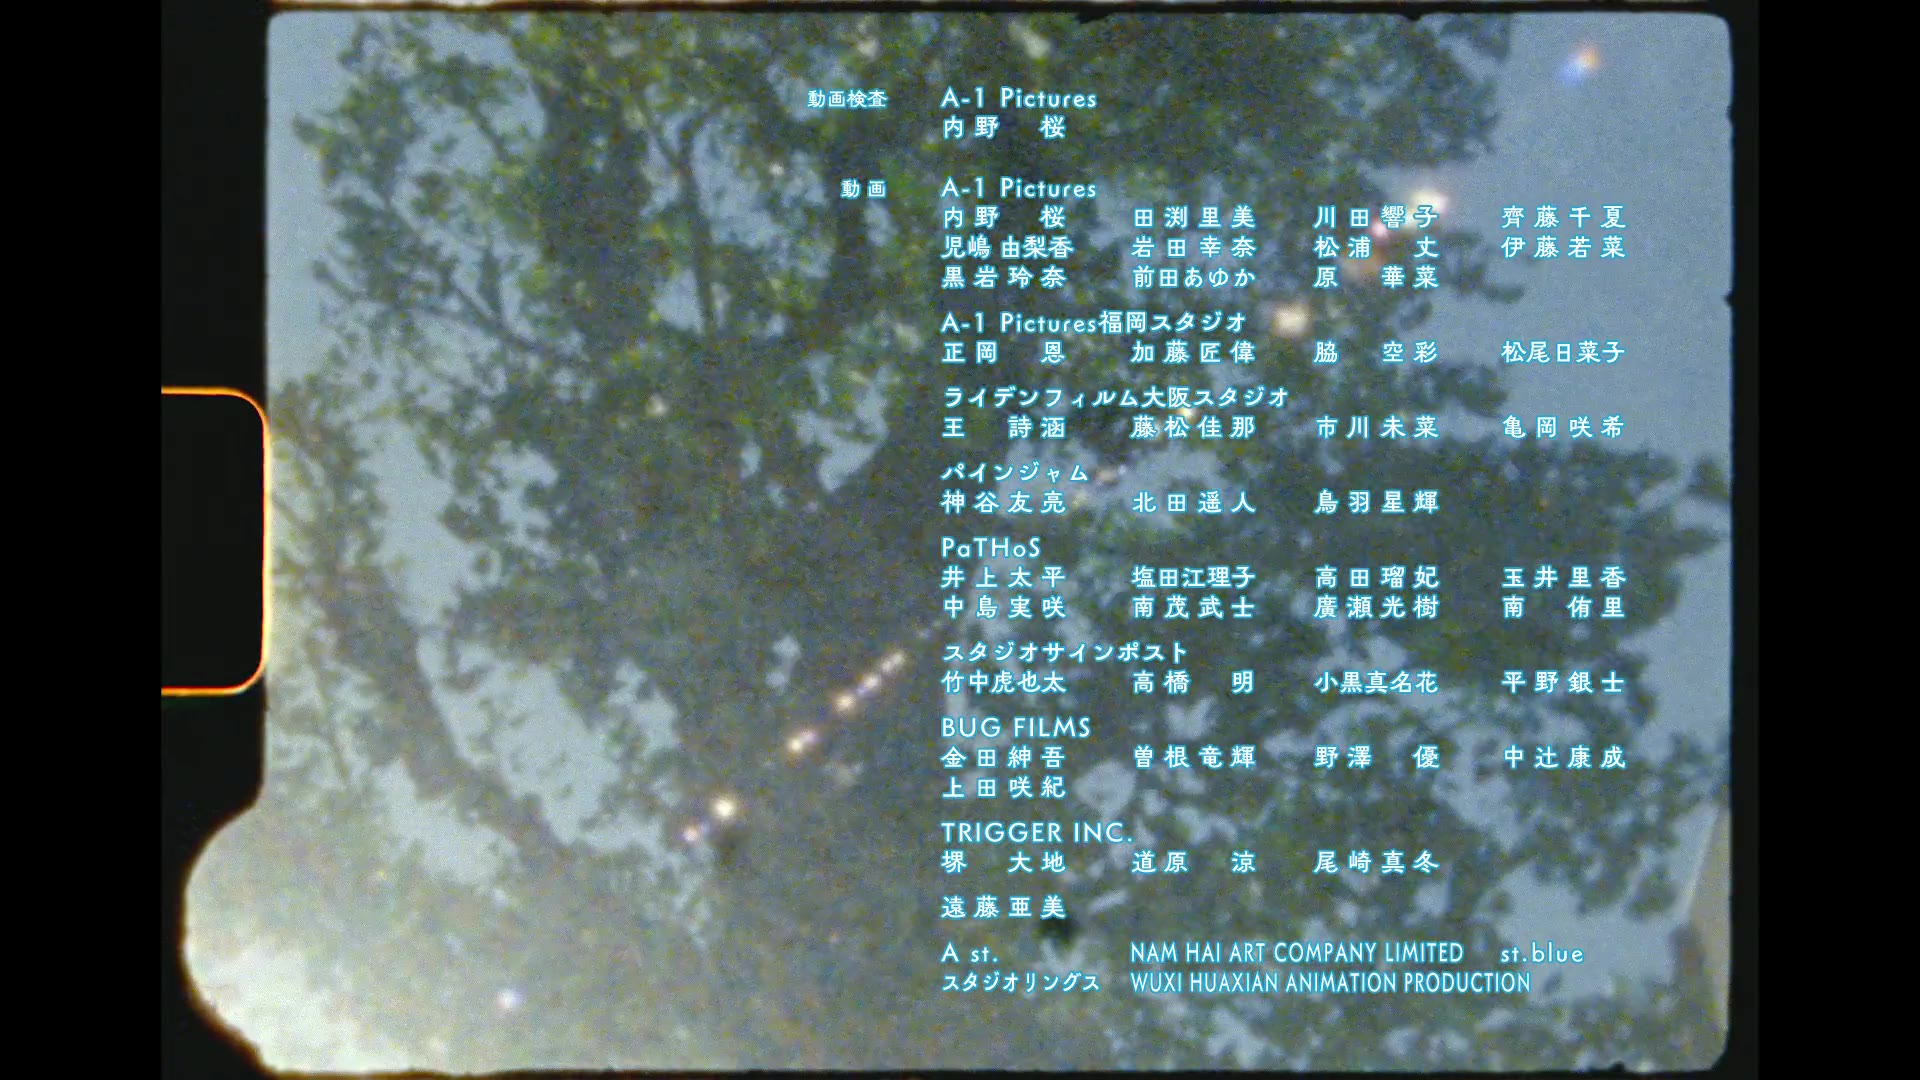 動画検査 A-1 Pictures
内野 桜
動画 A-1 Pictures
内野 桜 田渕里美 川田響子 齊藤千夏
児嶋由梨香 岩田幸奈 松浦 丈 伊藤若菜
黒岩玲奈 前田あゆか 原 華菜
A-1 Pictures福岡スタジオ
正岡 恩 加藤匠偉 脇 空彩 松尾日菜子
ライデンフィルム大阪スタジオ
王 詩涵 藤松佳那 市川未菜 亀岡咲希
パインジャム
神谷友亮 北田遥人 鳥羽星輝
PaTHoS
井上太平 塩田江理子 高田瑠妃 玉井里香
中島実咲 南茂武士 廣瀬光樹 南 侑里
スタジオサインポスト
竹中虎也太 高橋 明 小黒真名花 平野銀士
BUG FILMS
金田紳吾 曽根竜輝 野澤 優 中辻康成
上田咲紀
TRIGGER INC.
堺 大地 道原 涼 尾崎真冬
遠藤亜美
A st. NAM HAI ART COMPANY LIMITED st.blue
スタジオリングス WUXI HUAXIAN ANIMATION PRODUCTION